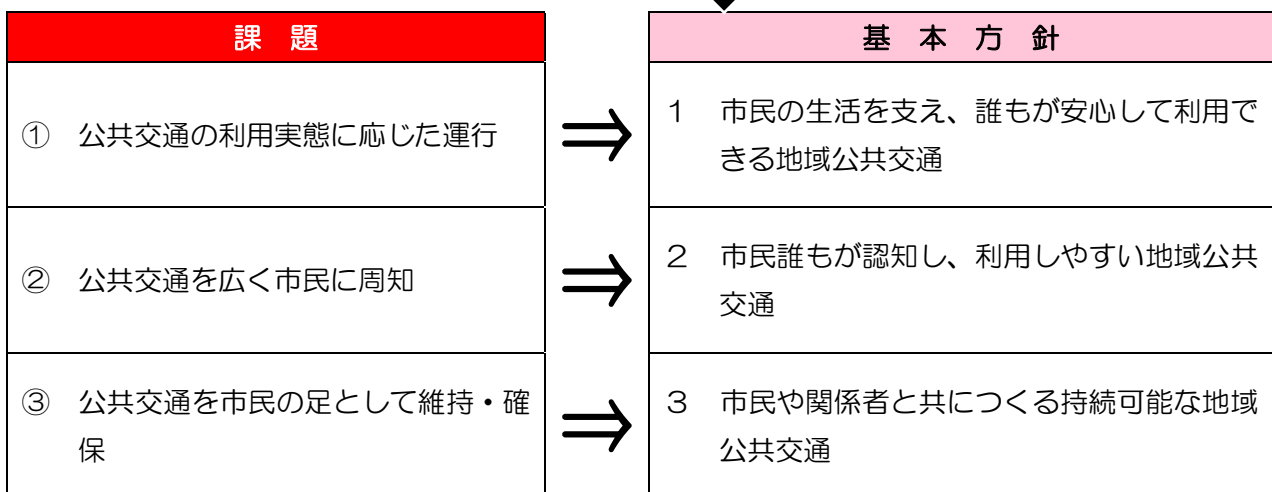 課　題
① 公共交通の利用実態に応じた運行
② 公共交通を広く市民に周知
③ 公共交通を市民の足として維持・確
保
基　本　方　針
１ 市民の生活を支え、誰もが安心して利用で
きる地域公共交通
２ 市民誰もが認知し、利用しやすい地域公共
交通
３ 市民や関係者と共につくる持続可能な地域
公共交通